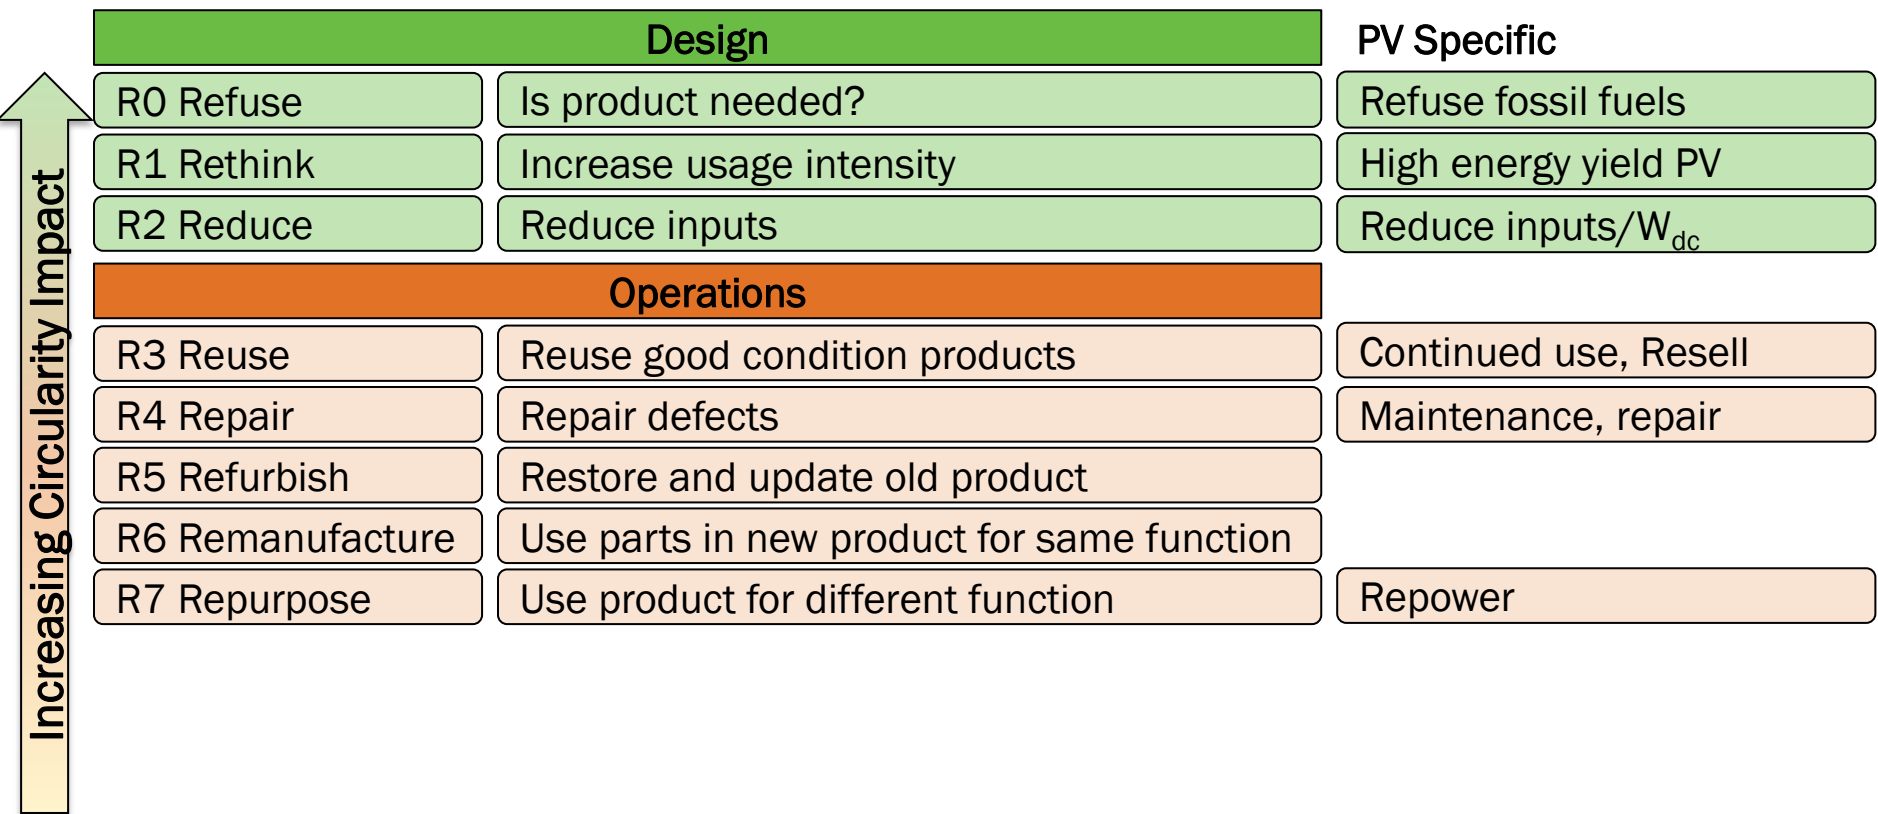 Design
PV Specific
R0 Refuse
Is product needed?
Refuse fossil fuels
R1 Rethink
Increase usage intensity
High energy yield PV
R2 Reduce
Reduce inputs
Reduce inputs/Wdc
Operations
R3 Reuse
Reuse good condition products
Continued use, Resell
R4 Repair
Repair defects
Maintenance, repair
R5 Refurbish
Restore and update old product
R6 Remanufacture
Use parts in new product for same function
R7 Repurpose
Use product for different function
Repower
Increasing Circularity Impact